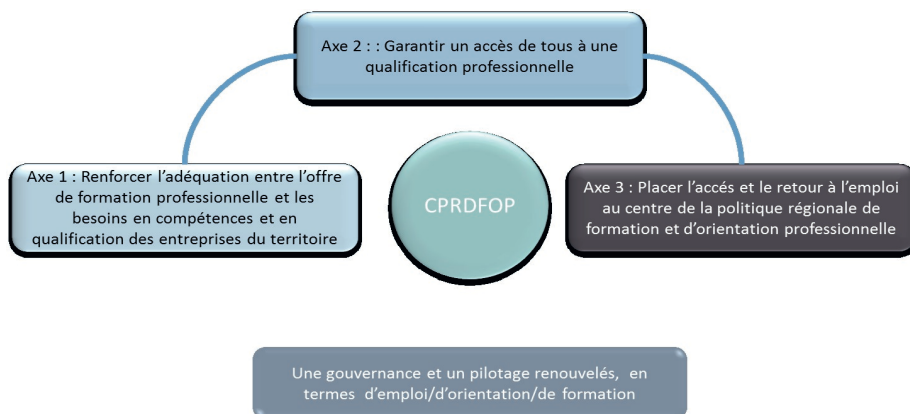 Axe 2 : : Garantir un accès de tous à une
qualification professionnelle
Axe 1 : Renforcer l'adéquation entre l'offre
de formation professionnelle et les
besoins en compétences et en
qualification des entreprises du territoire
CPRDFOP
Axe 3 : Placer l'accés et le retour à l'emploi
au centre de la politique régionale de
formation et d'orientation professionnelle
Une gouvernance et un pilotage renouvelés, en
termes d'emploi/d'orientation/de formation